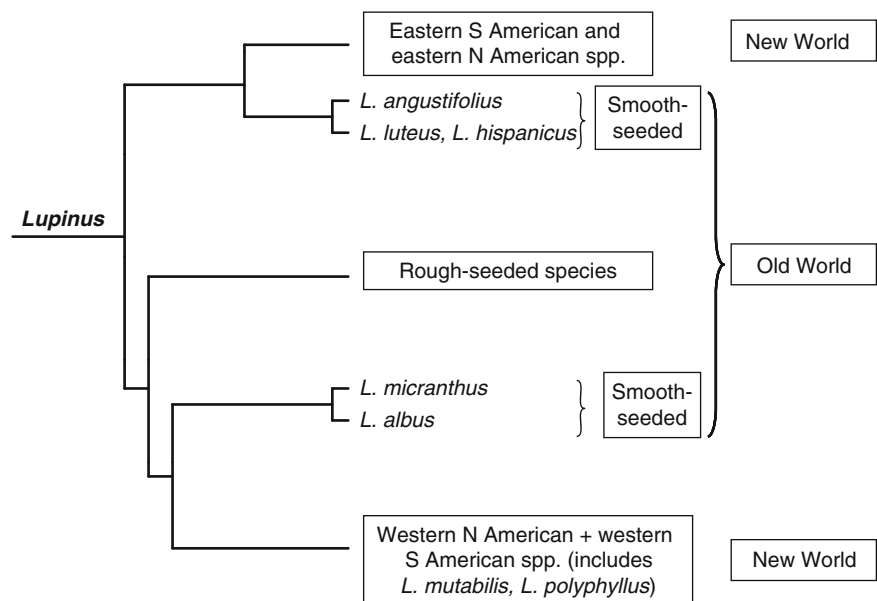 Eastern S American and
eastern N American spp.
New World
L. angustifolius
L. luteus, L. hispanicus
Smooth-
seeded
Lupinus
Rough-seeded species
Old World
L. micranthus
L. albus
Smooth-
seeded
Western N American + western
S American spp. (includes
L. mutabilis, L. polyphyllus)
New World